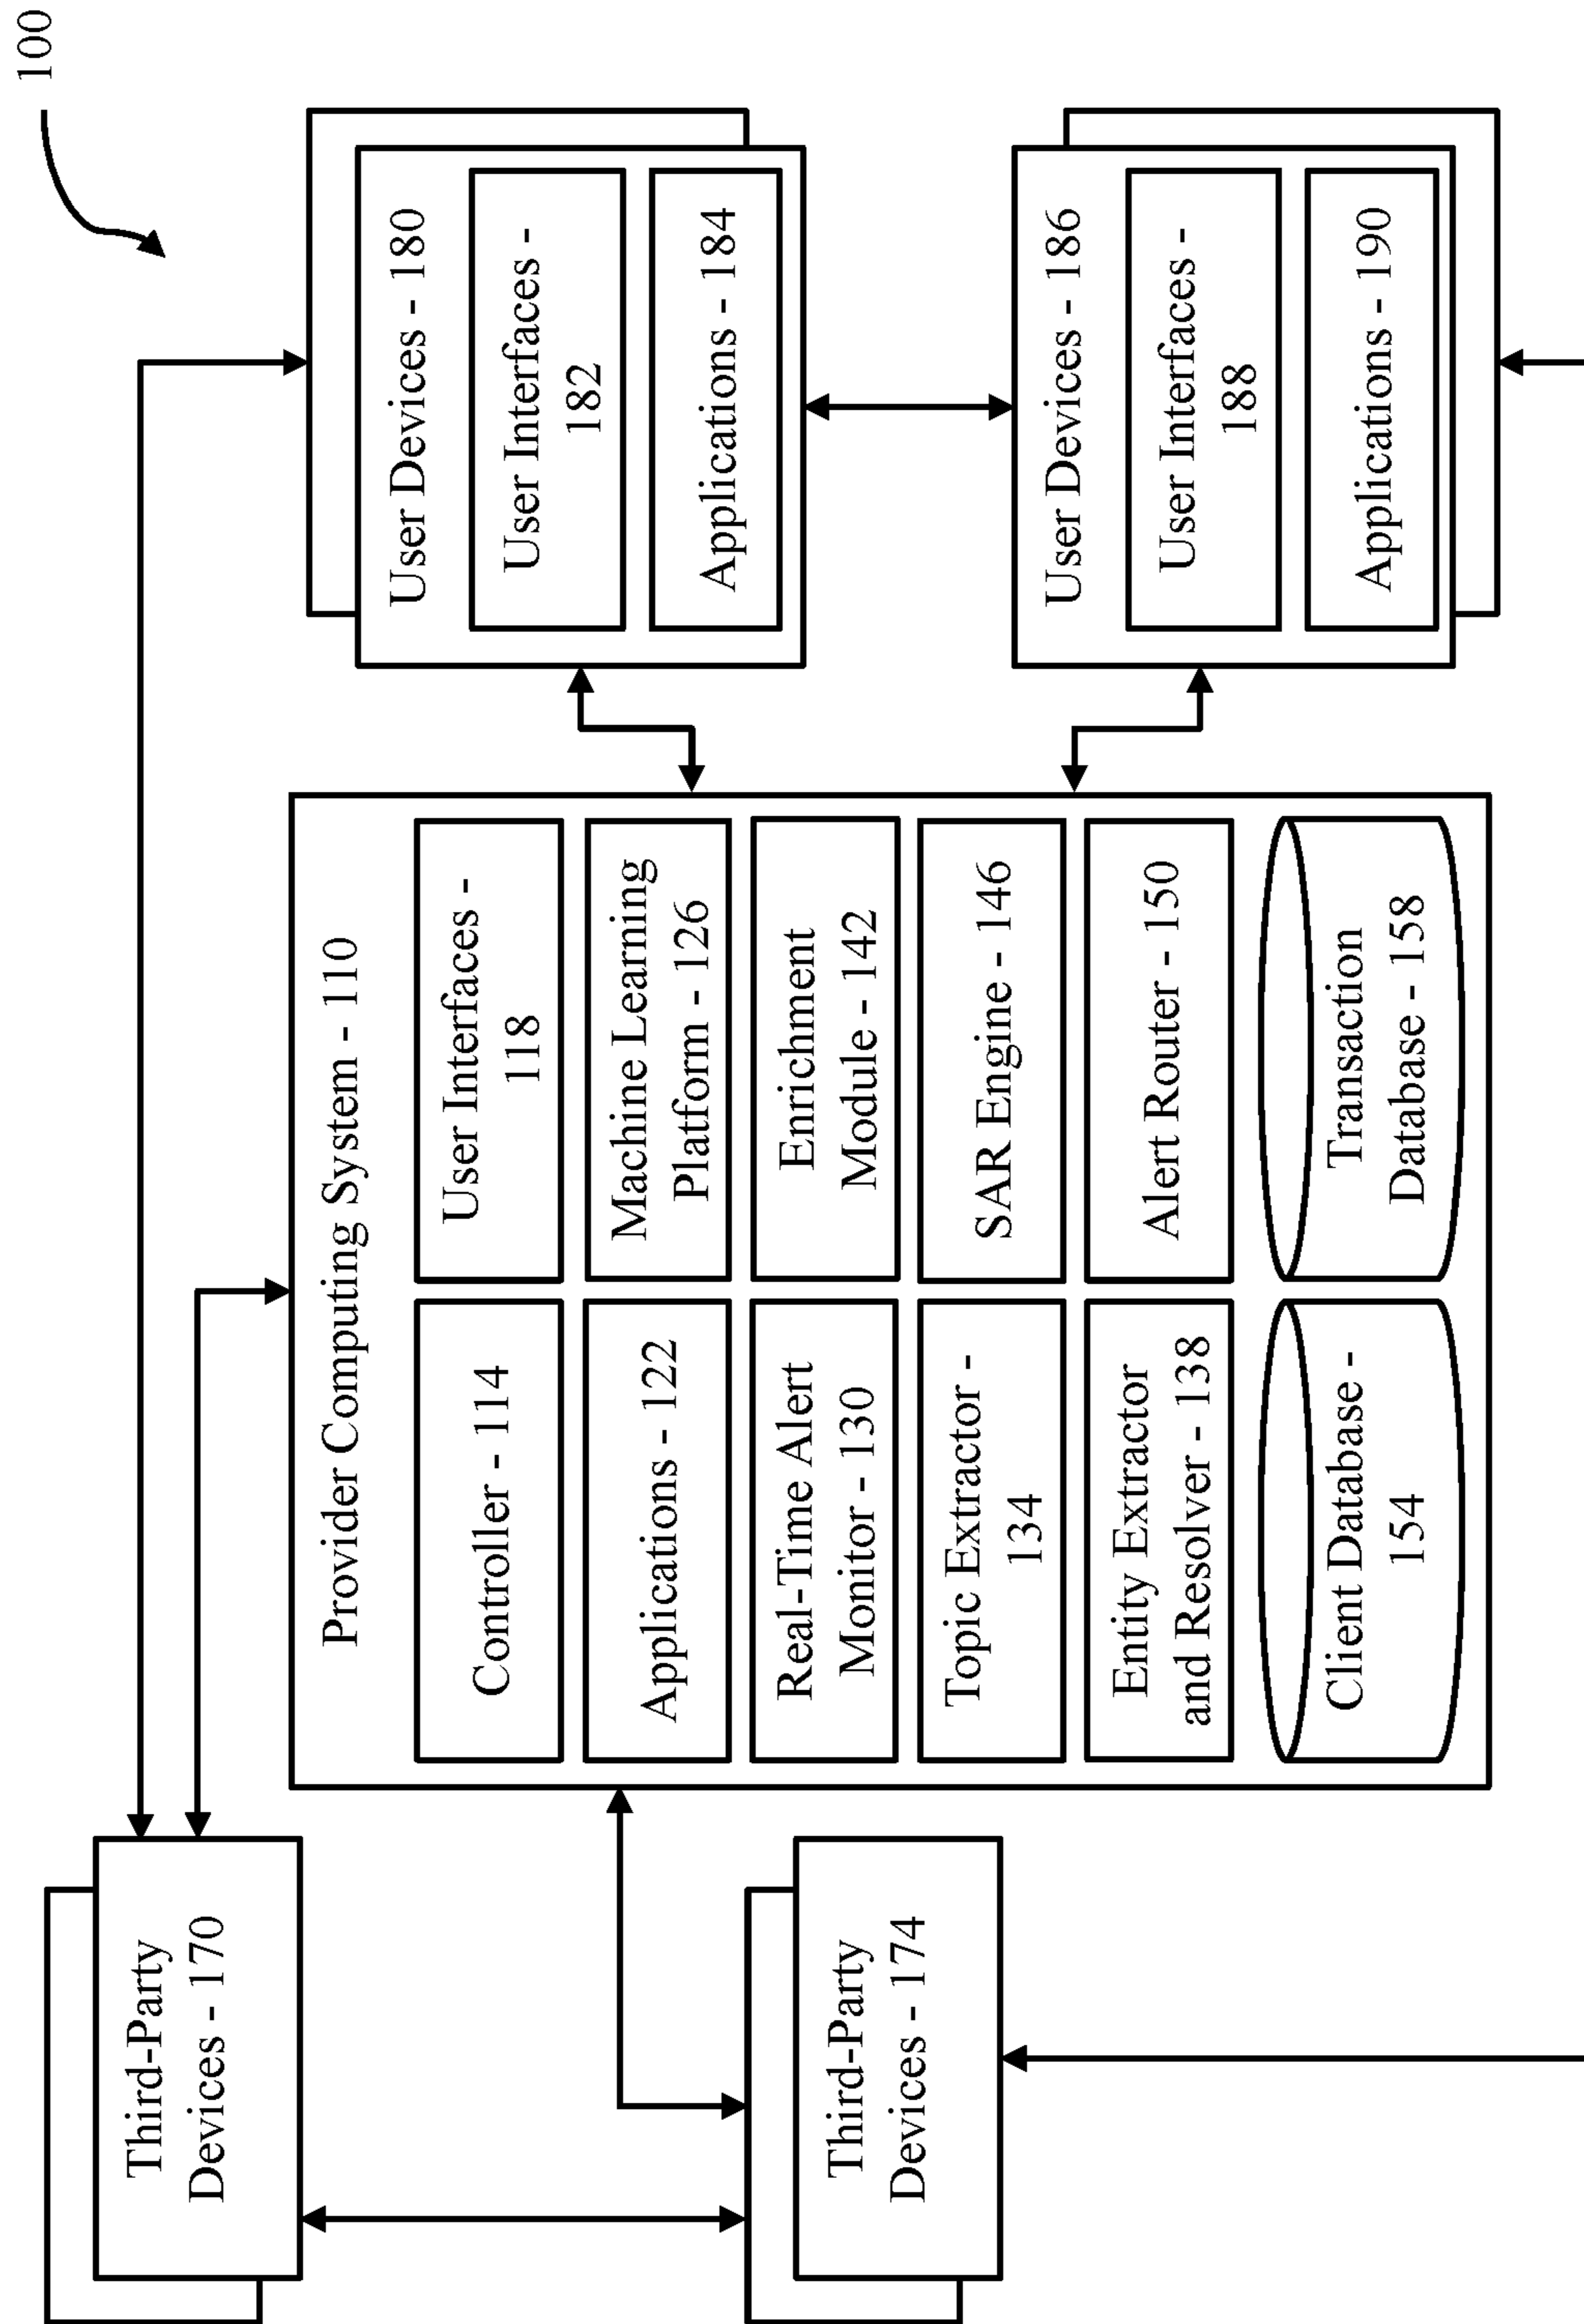 100
Third-Party
Devices - 170
Third-Party
Devices - 174
Provider Computing System - 110
Controller - 114
User Interfaces -
118
Applications - 122
Machine Learning
Platform - 126
Real-Time Alert
Monitor - 130
Enrichment
Module - 142
Topic Extractor -
134
SAR Engine - 146
Entity Extractor
and Resolver - 138
Alert Router - 150
Client Database -
154
Transaction
Database - 158
User Devices - 180
User Interfaces -
182
Applications - 184
User Devices - 186
User Interfaces -
188
Applications - 190